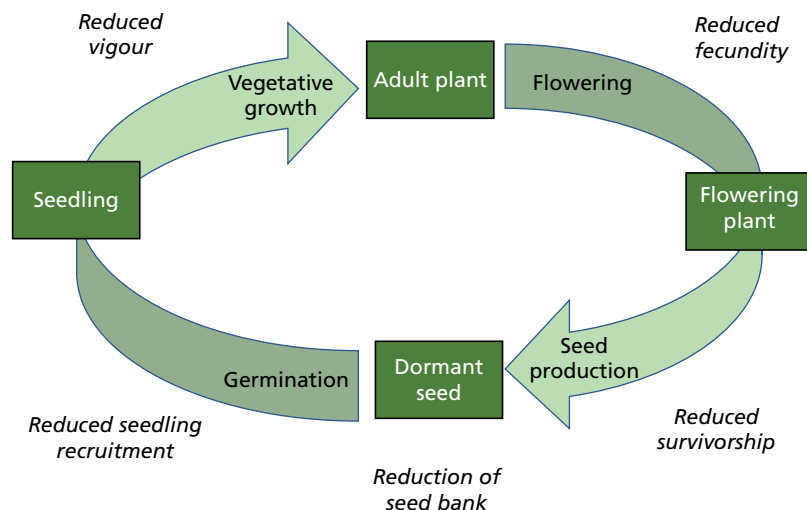 Reduced
vigour
Reduced
fecundity
Vegetative
growth
Adult plant
Flowering
Seedling
Flowering
plant
Germination
Dormant
seed
Seed
production
Reduced seedling
recruitment
Reduced
survivorship
Reduction of
seed bank